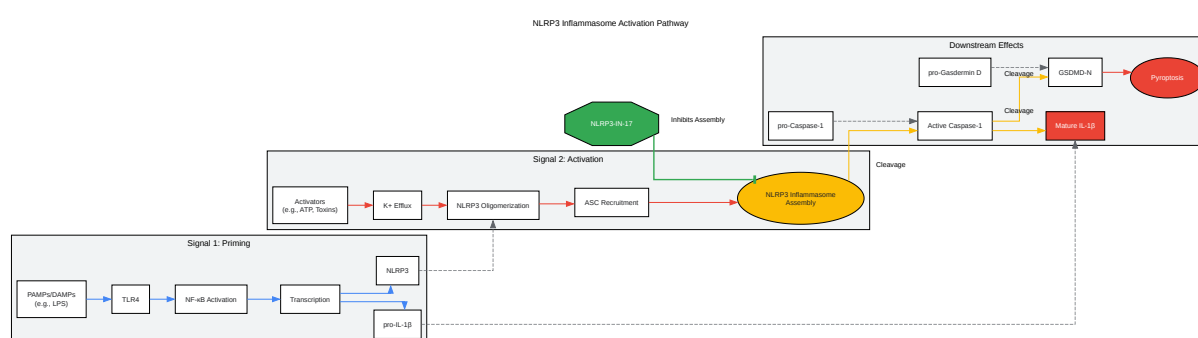 NLRP3 Inflammasome Activation Pathway
Downstream Effects
pro-Gasdermin D
Cleavage
GSDMD-N
Pyroptosis
Cleavage
pro-Caspase-1
Active Caspase-1
Mature IL-1β
NLRP3-IN-17
Inhibits Assembly
Cleavage
Signal 2: Activation
Activators
(e.g., ATP, Toxins)
K+ Efflux
NLRP3 Oligomerization
ASC Recruitment
NLRP3 Inflammasome
Assembly
Signal 1: Priming
PAMPs/DAMPs
(e.g., LPS)
TLR4
NF-κB Activation
Transcription
NLRP3
pro-IL-1β